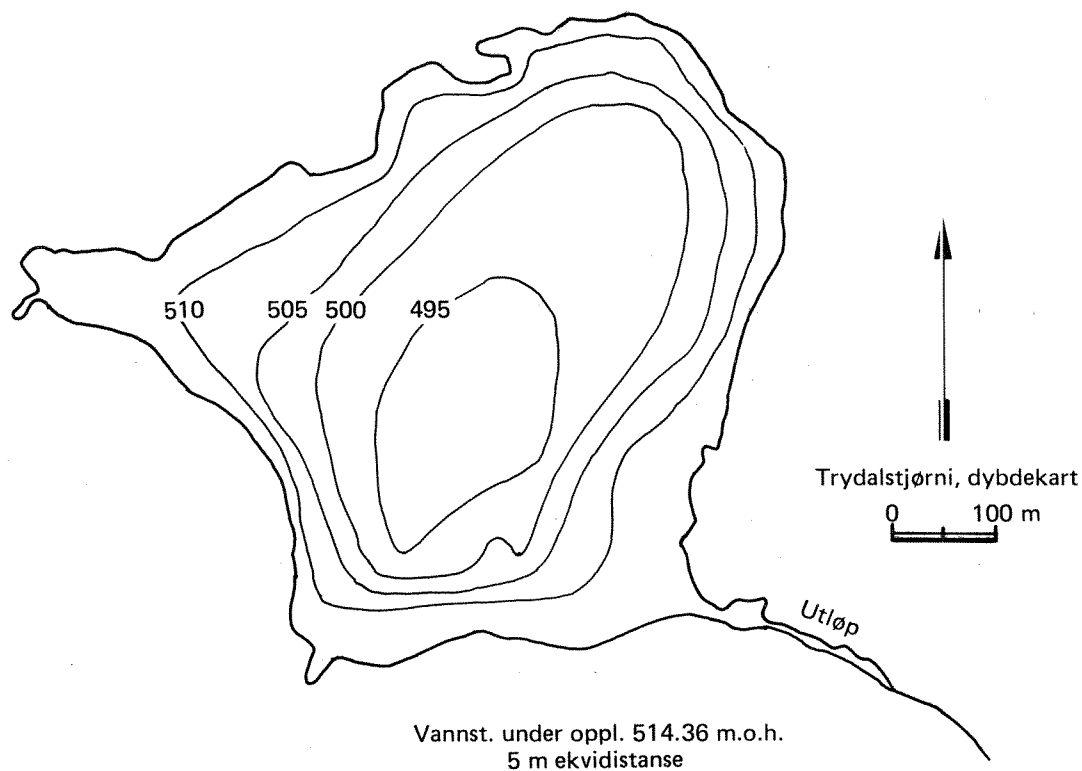 510
505
500
495
Trydalstjørni, dybdekart
0 100 m
Utløp
Vannst. under oppl. 514.36 m.o.h.
5 m ekvidistanse